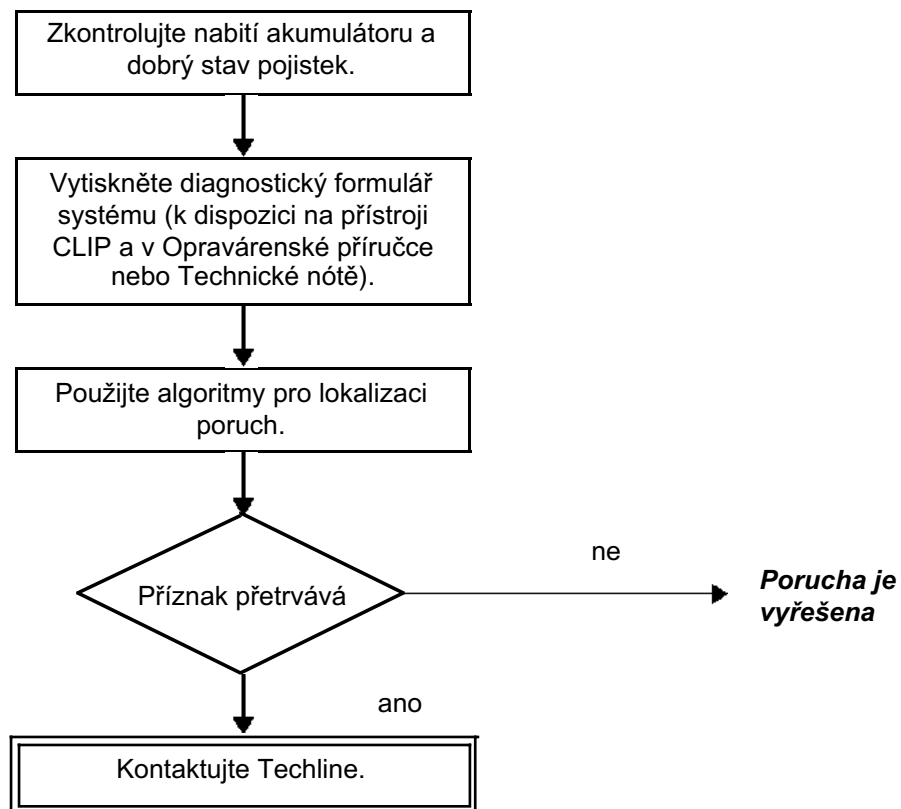 Zkontrolujte nabití akumulátoru a
dobrý stav pojistek.
Vytiskněte diagnostický formulář
systému (k dispozici na přístroji
CLIP a v Opravárenské příručce
nebo Technické nótě).
Použijte algoritmy pro lokalizaci
poruch.
Příznak přetrvává
ne
Porucha je
vyřešena
ano
Kontaktujte Techline.